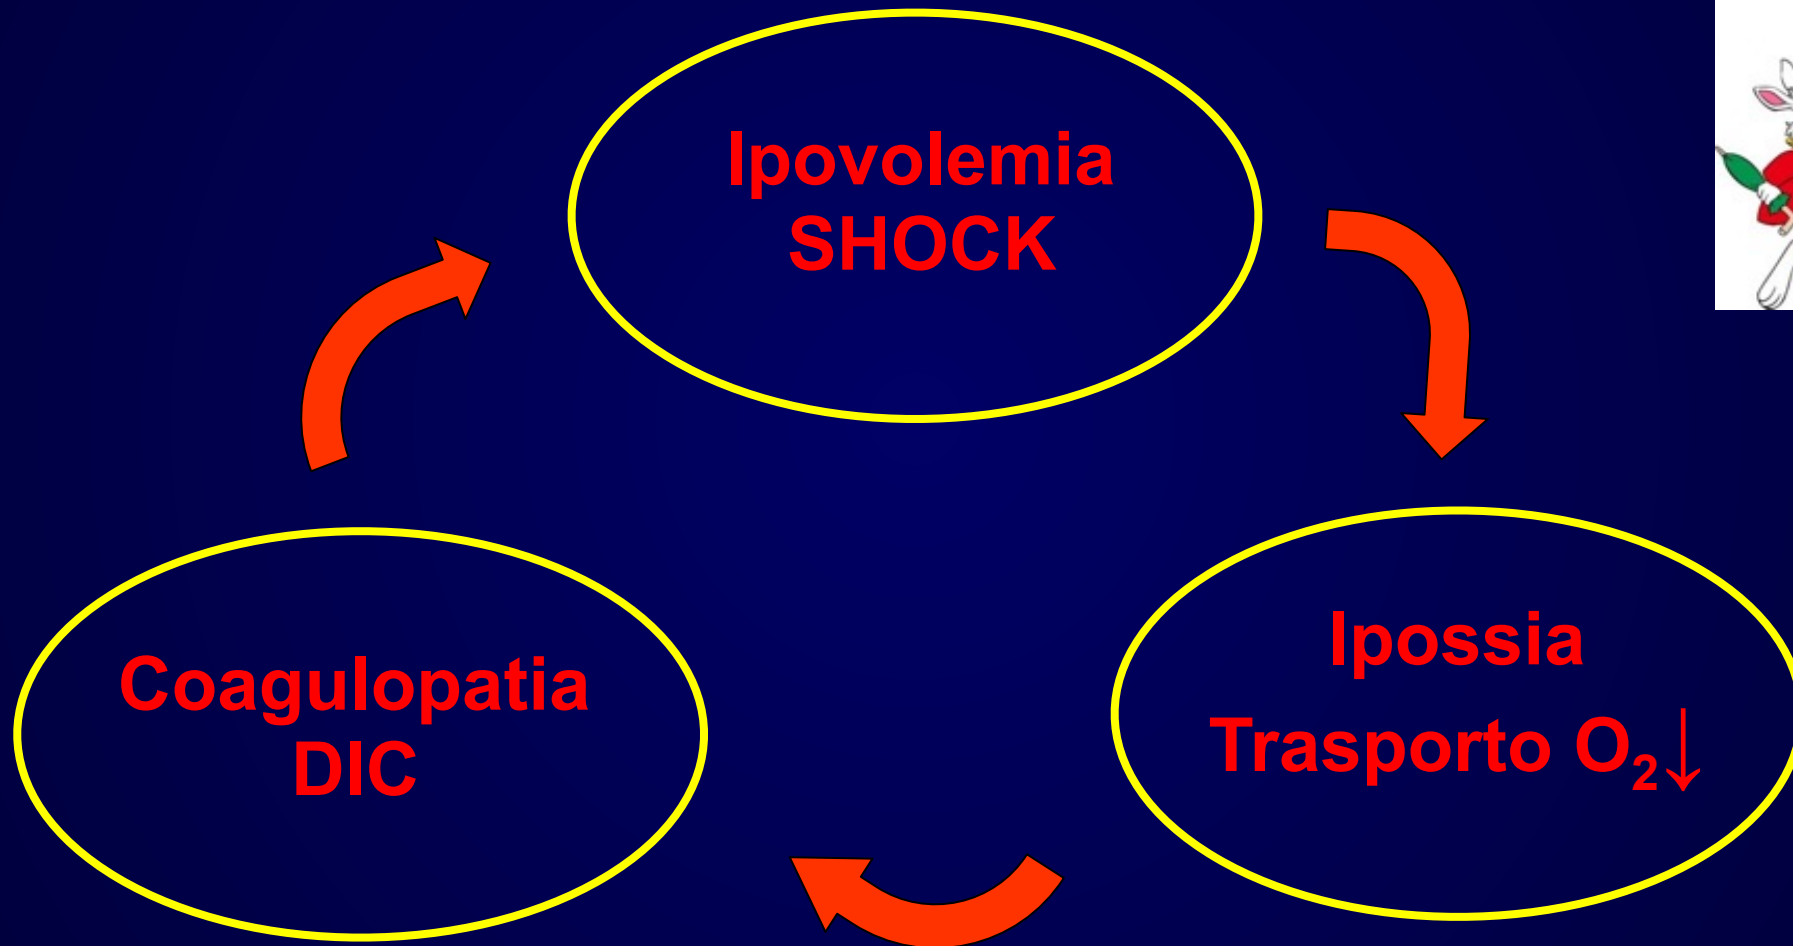 Ipovolemia
SHOCK
Ipossia
Trasporto O₂↓
Coagulopatia
DIC